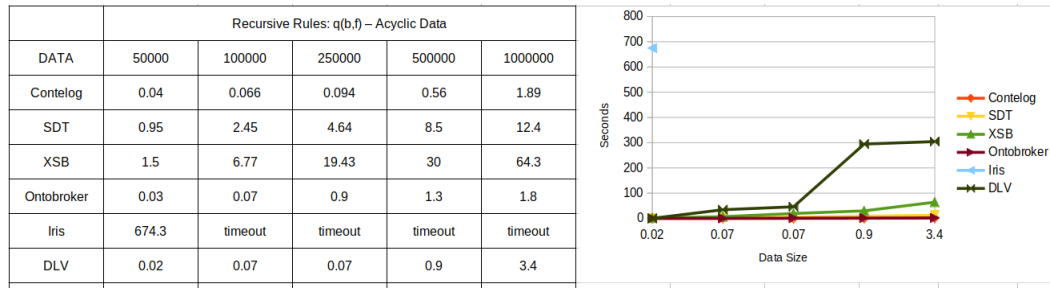 Recursive Rules: q(b,f) – Acyclic Data
DATA 50000 100000 250000 500000 1000000
Contelog 0.04 0.066 0.094 0.56 1.89
SDT 0.95 2.45 4.64 8.5 12.4
XSB 1.5 6.77 19.43 30 64.3
Ontobroker 0.03 0.07 0.9 1.3 1.8
Iris 674.3 timeout timeout timeout timeout
DLV 0.02 0.07 0.07 0.9 3.4
800
700
600
500
400
300
200
100
0
Seconds
0.02 0.07 0.07 0.9 3.4
Data Size
Contelog
SDT
XSB
Ontobroker
Iris
DLV